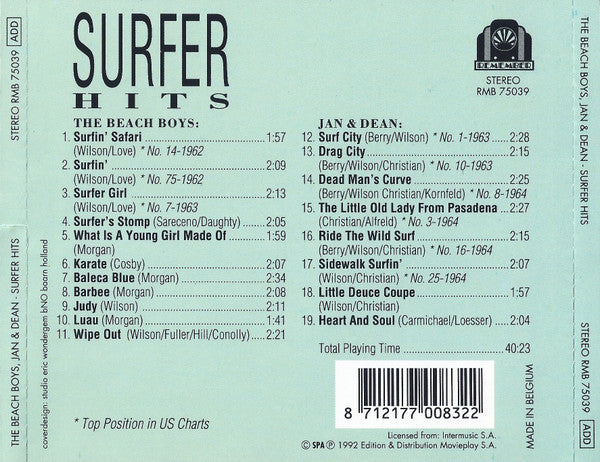 STEREO RMB 75039 ADD
THE BEACH BOYS, JAN & DEAN - SURFER HITS
coverdesign: studio eric wondergem bNO baarn holland
SURFER
HITS
REMEMBER
STEREO
RMB 75039
THE BEACH BOYS:
1. Surfin' Safari 1:57
(Wilson/Love) * No. 14-1962
2. Surfin' 2:09
(Wilson/Love) * No. 75-1962
3. Surfer Girl 2:13
(Wilson) * No. 7-1963
4. Surfer's Stomp (Sareceno/Daughty) 2:05
5. What Is A Young Girl Made Of 1:59
(Morgan)
6. Karate (Cosby) 2:07
7. Baleca Blue (Morgan) 2:34
8. Barbee (Morgan) 2:08
9. Judy (Wilson) 2:11
10. Luau (Morgan) 1:41
11. Wipe Out (Wilson/Fuller/Hill/Conolly) 2:21
* Top Position in US Charts
JAN & DEAN:
12. Surf City (Berry/Wilson) * No. 1-1963 2:28
13. Drag City 2:15
(Berry/Wilson/Christian) * No. 10-1963
14. Dead Man's Curve 2:25
(Berry/Wilson Christian/Kornfeld) * No. 8-1964
15. The Little Old Lady From Pasadena 2:27
(Christian/Alfreld) * No. 3-1964
16. Ride The Wild Surf 2:15
(Berry/Wilson/Christian) * No. 16-1964
17. Sidewalk Surfin' 2:07
(Wilson/Christian) * No. 25-1964
18. Little Deuce Coupe 1:57
(Wilson/Christian)
19. Heart And Soul (Carmichael/Loesser) 2:04
Total Playing Time 40:23
8 712177 008322
MADE IN BELGIUM
Licensed from: Intermusic S.A.
© SPA ℗ 1992 Edition & Distribution Movieplay S.A.
THE BEACH BOYS, JAN & DEAN - SURFER HITS
STEREO RMB 75039 ADD